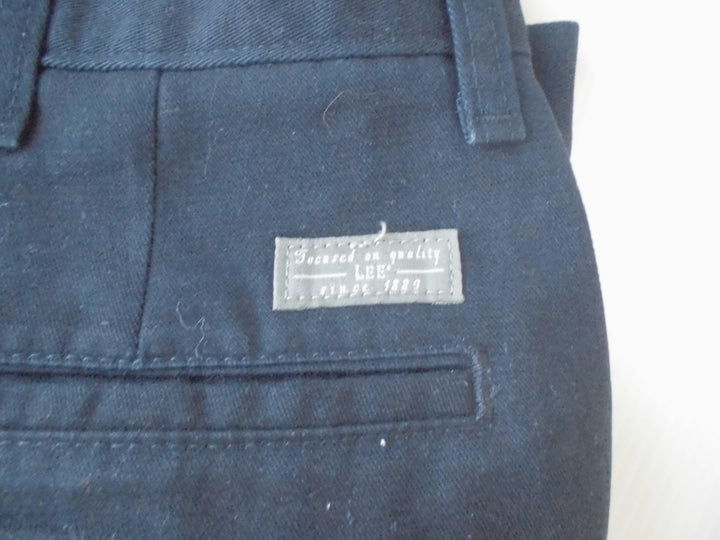 Focused on quality
LEE®
since 1889